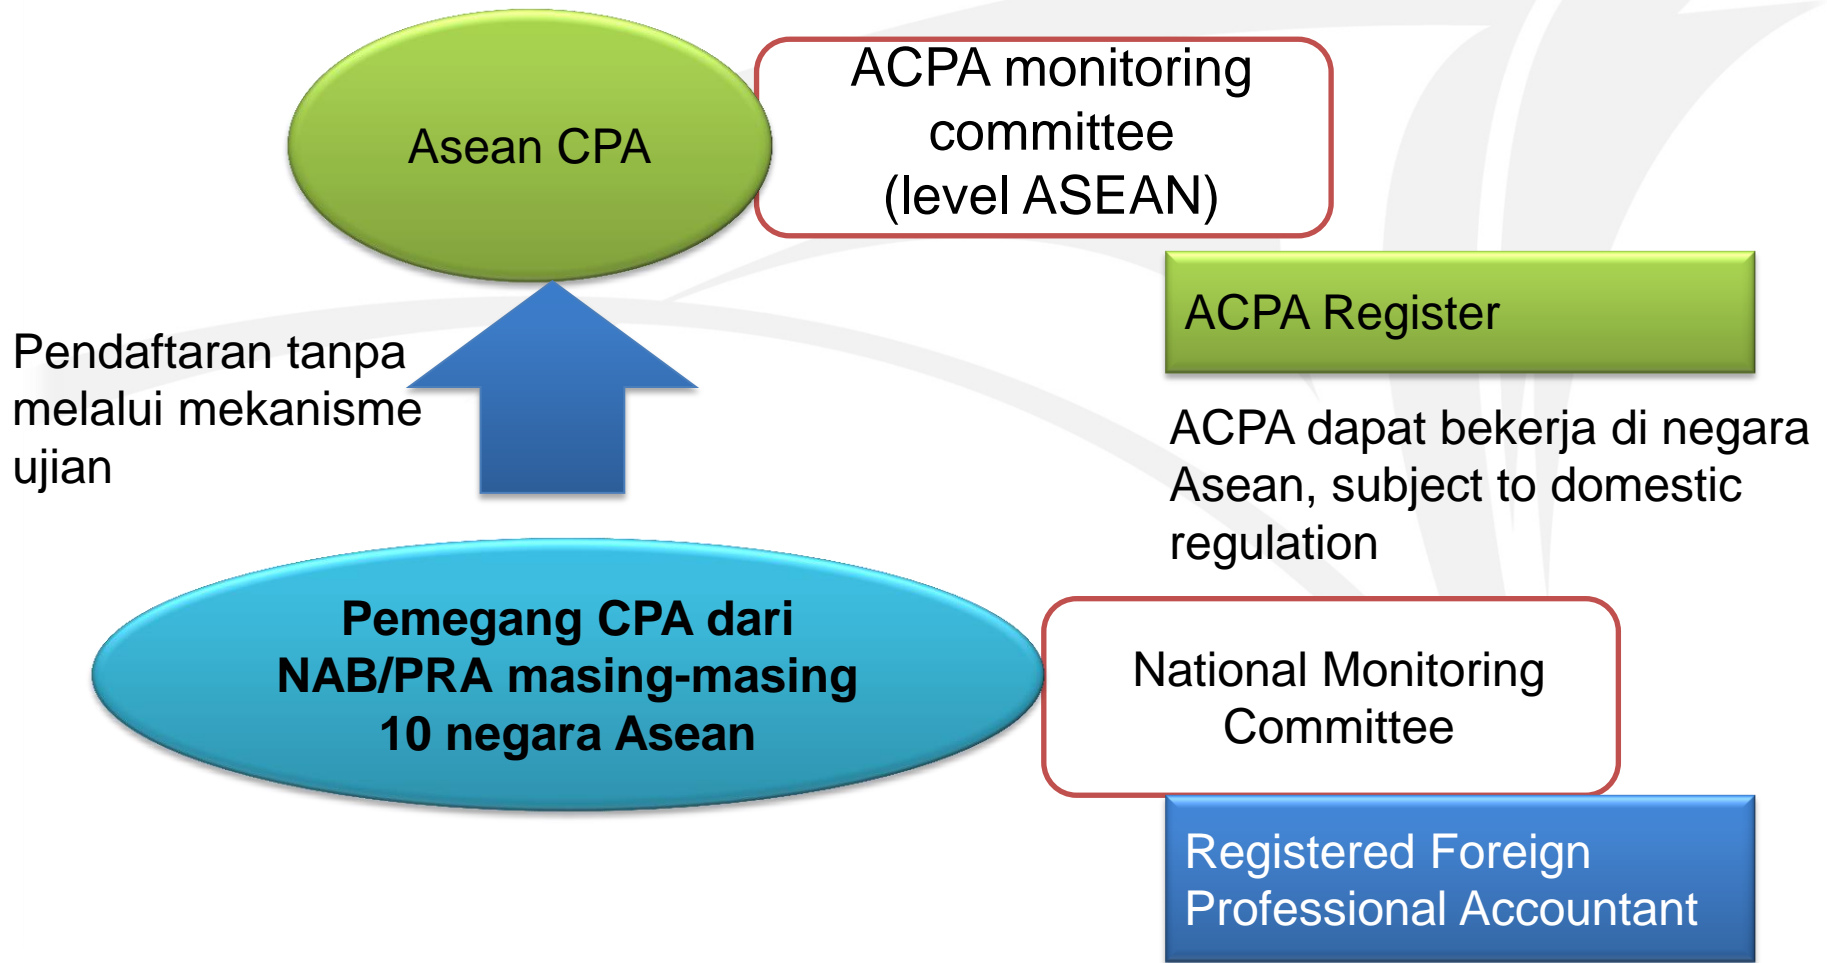 Asean CPA
ACPA monitoring
committee
(level ASEAN)
ACPA Register
Pendaftaran tanpa
melalui mekanisme
ujian
ACPA dapat bekerja di negara
Asean, subject to domestic
regulation
Pemegang CPA dari
NAB/PRA masing-masing
10 negara Asean
National Monitoring
Committee
Registered Foreign
Professional Accountant